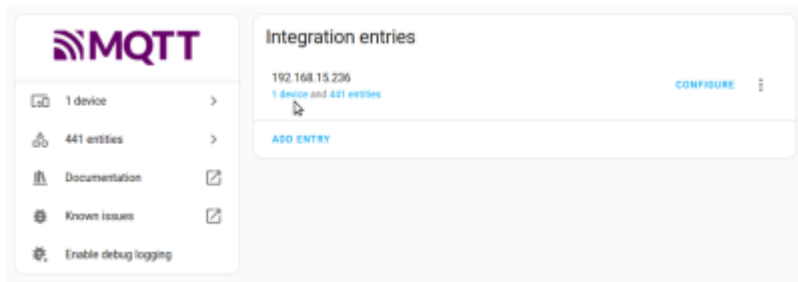 MQTT
1 device
441 entities
Documentation
Known issues
Enable debug logging
Integration entries
192.168.15.236
1 device and 441 entities
CONFIGURE
ADD ENTRY